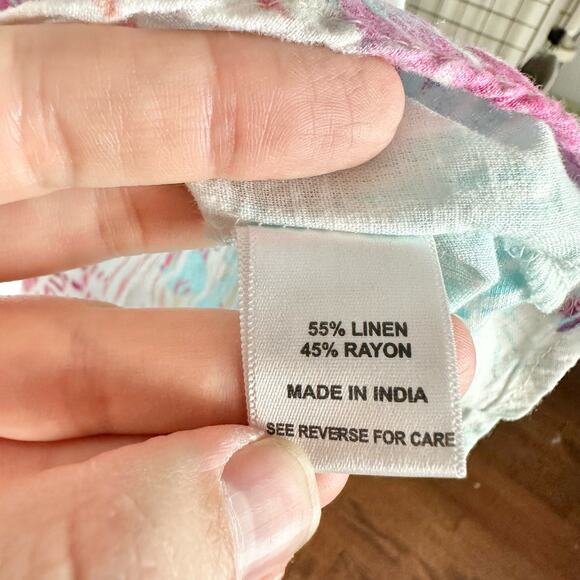 55% LINEN
45% RAYON
MADE IN INDIA
SEE REVERSE FOR CARE